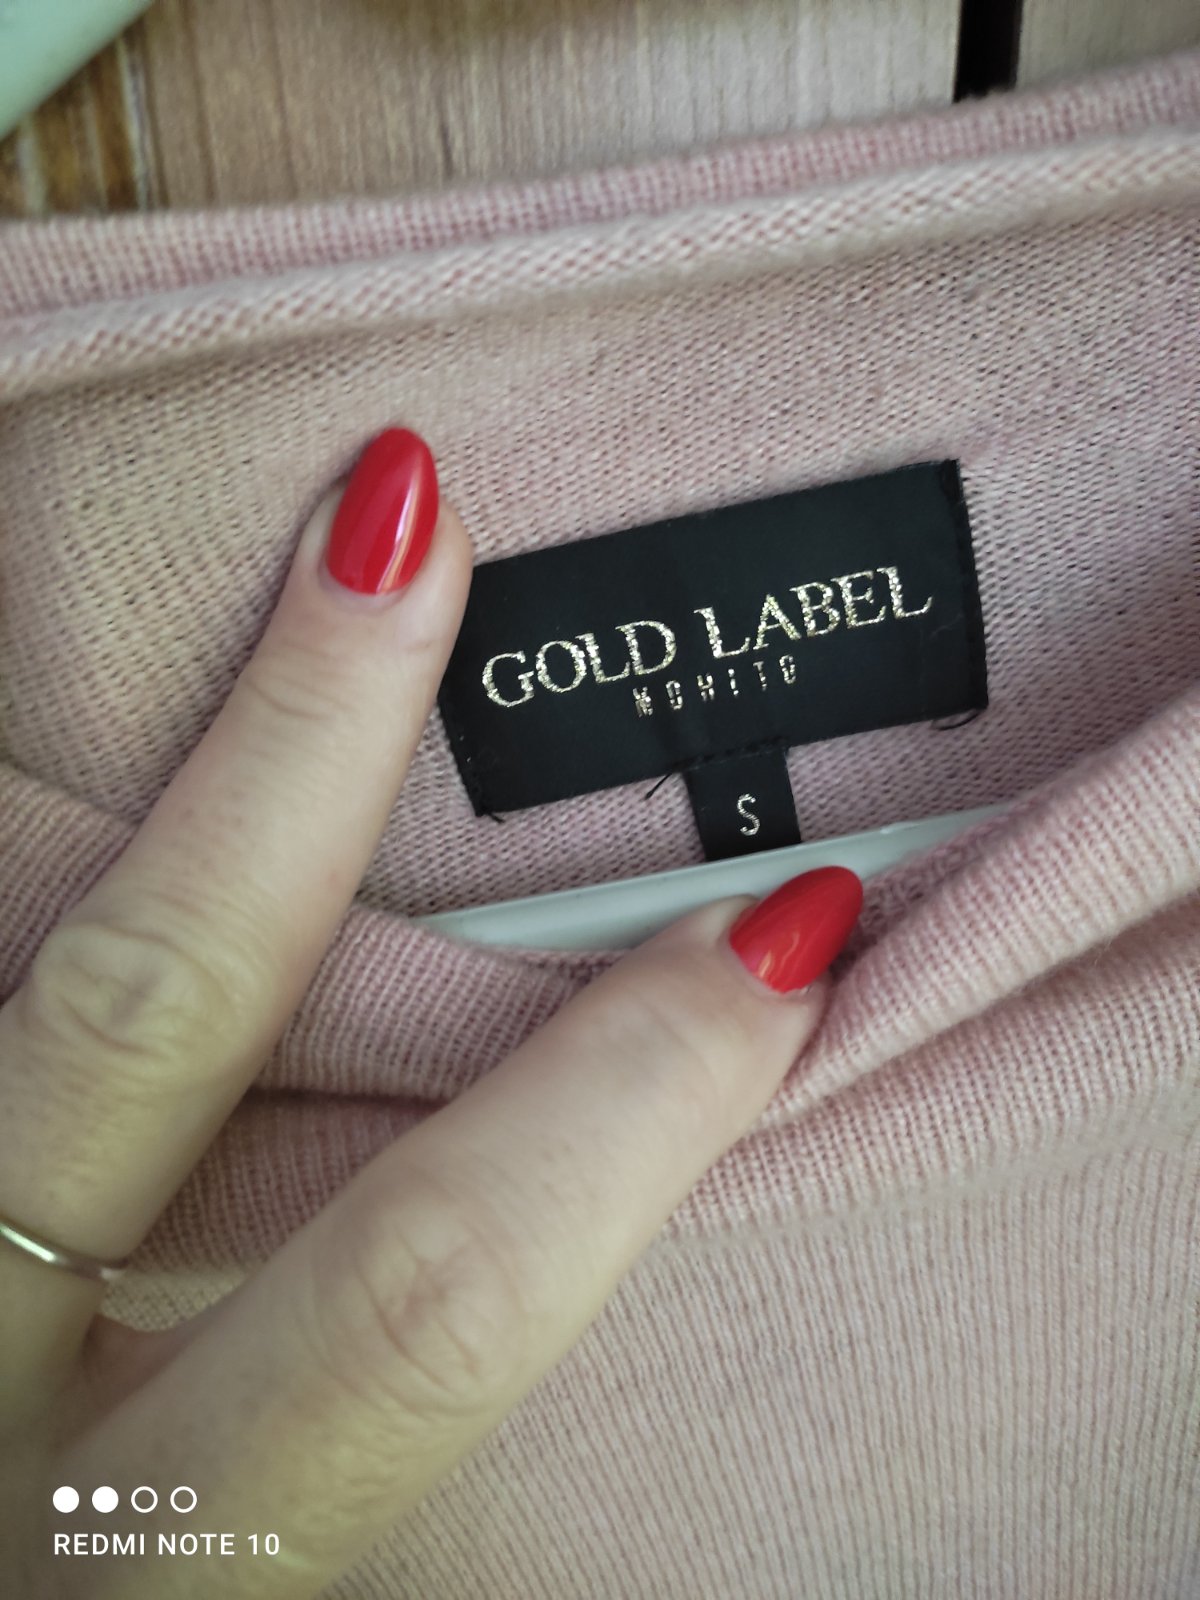 GOLD LABEL
MOHITO
S
REDMI NOTE 10